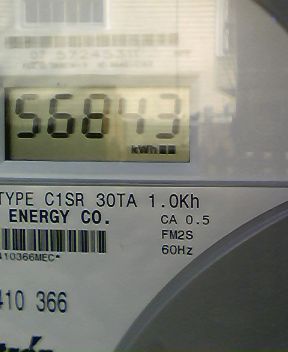 56843
kWh
TYPE C1SR 30TA 1.0Kh
ENERGY CO.
CA 0.5
FM2S
60Hz
410366MEC*
410 366